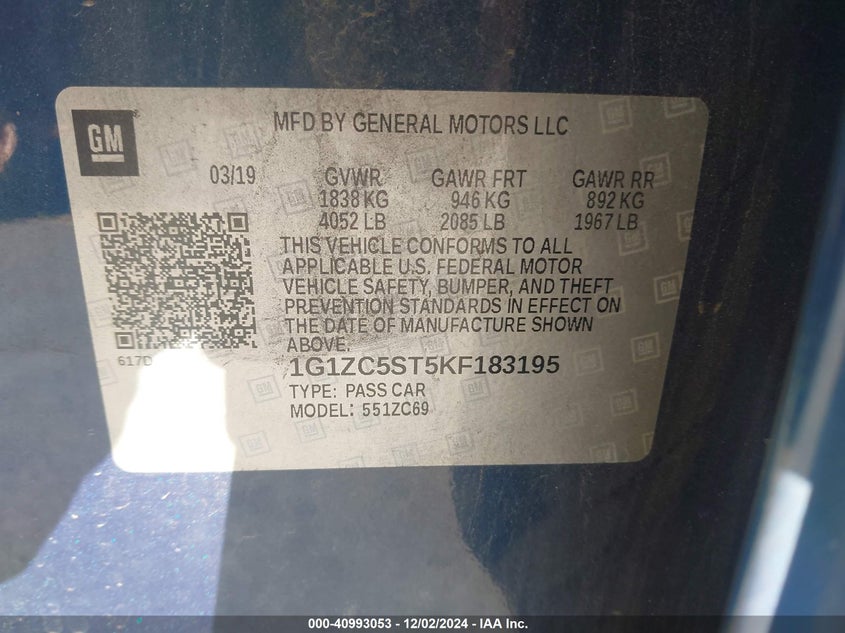 GM
MFD BY GENERAL MOTORS LLC
03/19 GVWR GAWR FRT GAWR RR
1838 KG 946 KG 892 KG
4052 LB 2085 LB 1967 LB
THIS VEHICLE CONFORMS TO ALL
APPLICABLE U.S. FEDERAL MOTOR
VEHICLE SAFETY, BUMPER, AND THEFT
PREVENTION STANDARDS IN EFFECT ON
THE DATE OF MANUFACTURE SHOWN
ABOVE.
1G1ZC5ST5KF183195
TYPE: PASS CAR
MODEL: 551ZC69
000-40993053 - 12/02/2024 - IAA Inc.